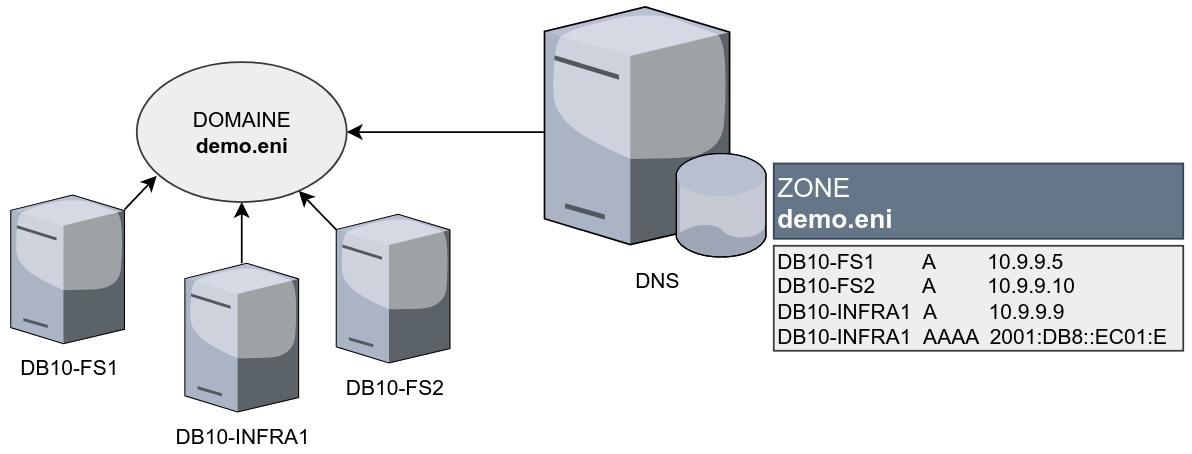 DOMAINE
demo.eni
DB10-FS1
DB10-INFRA1
DB10-FS2
DNS
ZONE
demo.eni
DB10-FS1 A 10.9.9.5
DB10-FS2 A 10.9.9.10
DB10-INFRA1 A 10.9.9.9
DB10-INFRA1 AAAA 2001:DB8::EC01:E